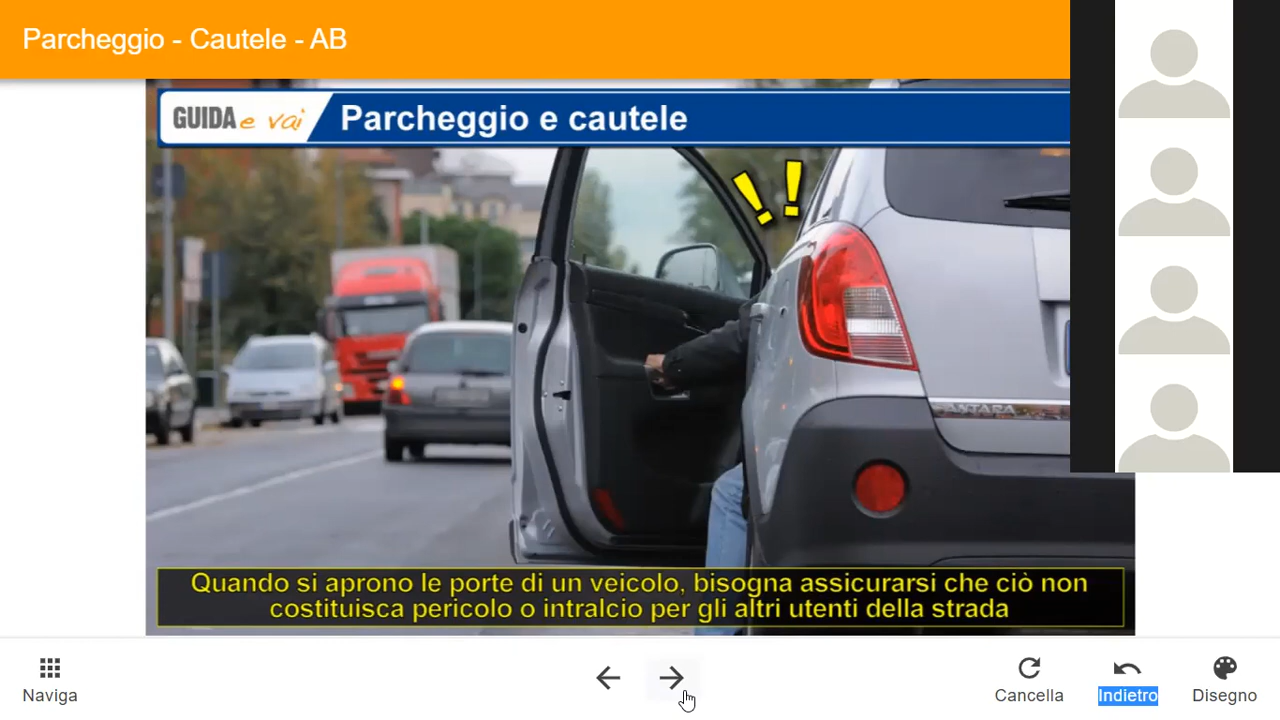 Parcheggio - Cautele - AB
GUIDA e vai
Parcheggio e cautele
!!
ANTARA
Quando si aprono le porte di un veicolo, bisogna assicurarsi che ciò non
costituisca pericolo o intralcio per gli altri utenti della strada
Naviga
Cancella
Indietro
Disegno